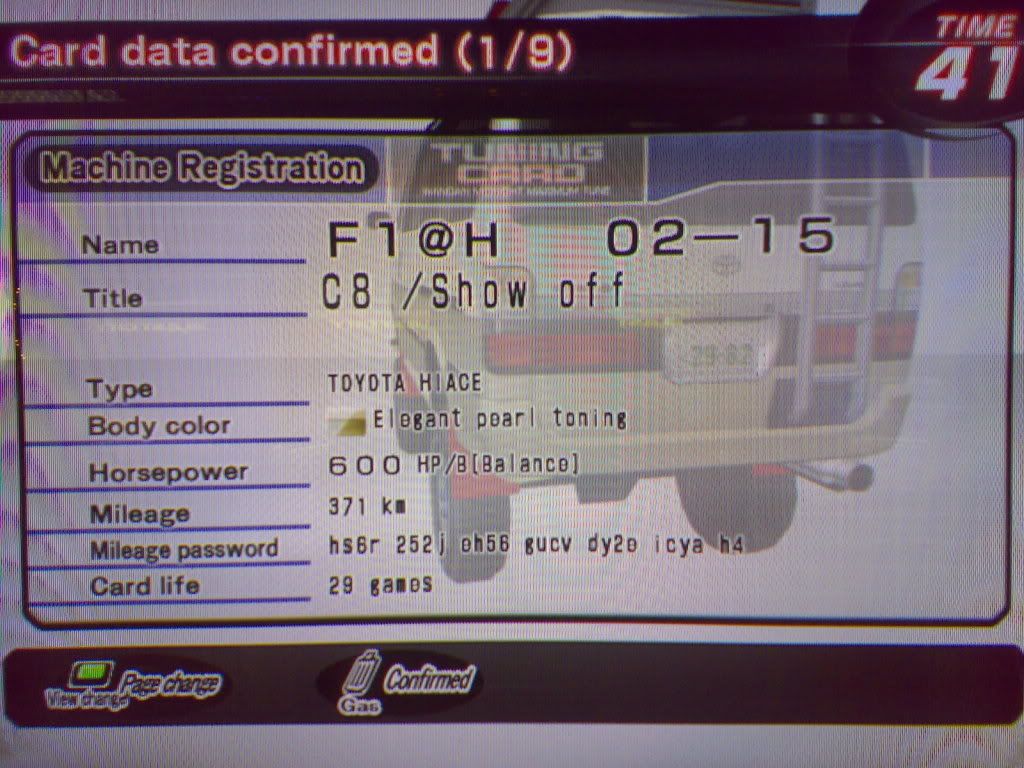 Card data confirmed (1/9)
TIME
41
Machine Registration
TUNING
CARD
Name F1@H 02-15
Title C8 /Show off
Type TOYOTA HIACE
Body color Elegant pearl toning
Horsepower 600 HP/B[Balance]
Mileage 371 km
Mileage password hs6r 252j eh56 gucv dy2e icya h4
Card life 29 games
View change Page change
Gas Confirmed